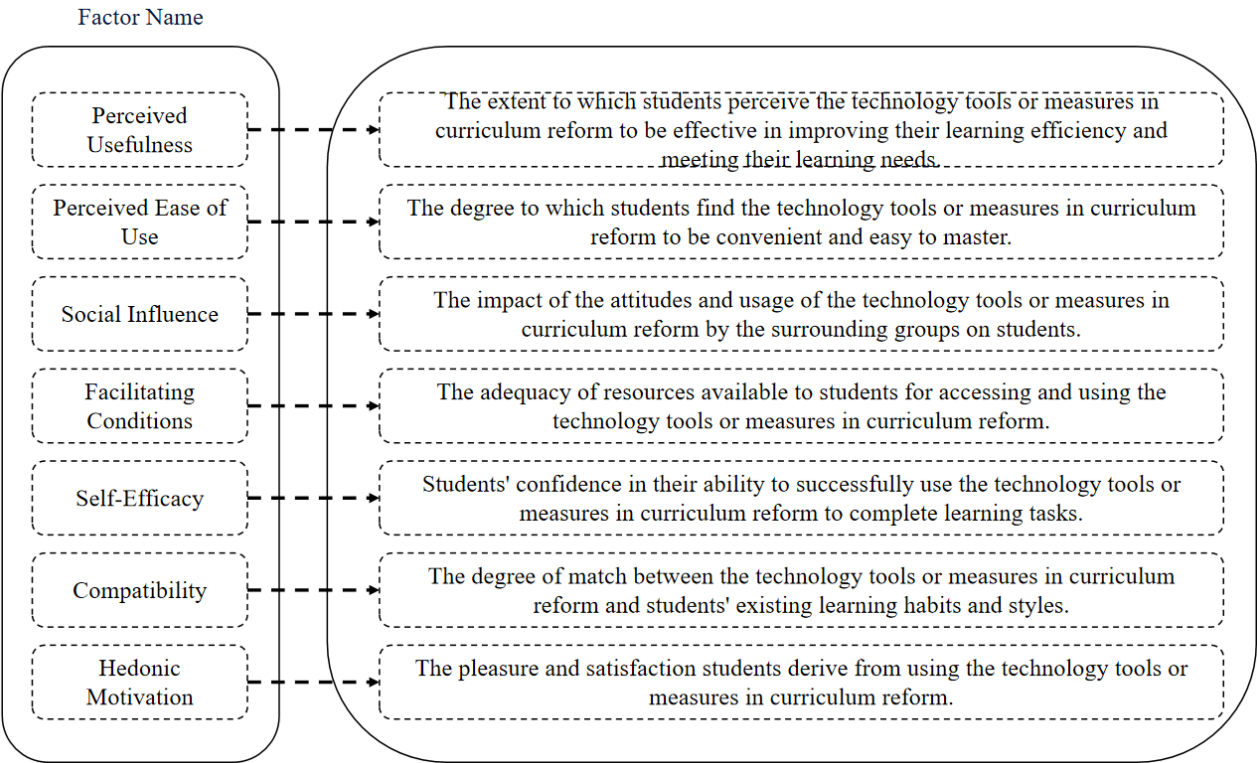 Factor Name
Perceived
Usefulness
The extent to which students perceive the technology tools or measures in
curriculum reform to be effective in improving their learning efficiency and
meeting their learning needs.
Perceived Ease of
Use
The degree to which students find the technology tools or measures in curriculum
reform to be convenient and easy to master.
Social Influence
The impact of the attitudes and usage of the technology tools or measures in
curriculum reform by the surrounding groups on students.
Facilitating
Conditions
The adequacy of resources available to students for accessing and using the
technology tools or measures in curriculum reform.
Self-Efficacy
Students' confidence in their ability to successfully use the technology tools or
measures in curriculum reform to complete learning tasks.
Compatibility
The degree of match between the technology tools or measures in curriculum
reform and students' existing learning habits and styles.
Hedonic
Motivation
The pleasure and satisfaction students derive from using the technology tools or
measures in curriculum reform.